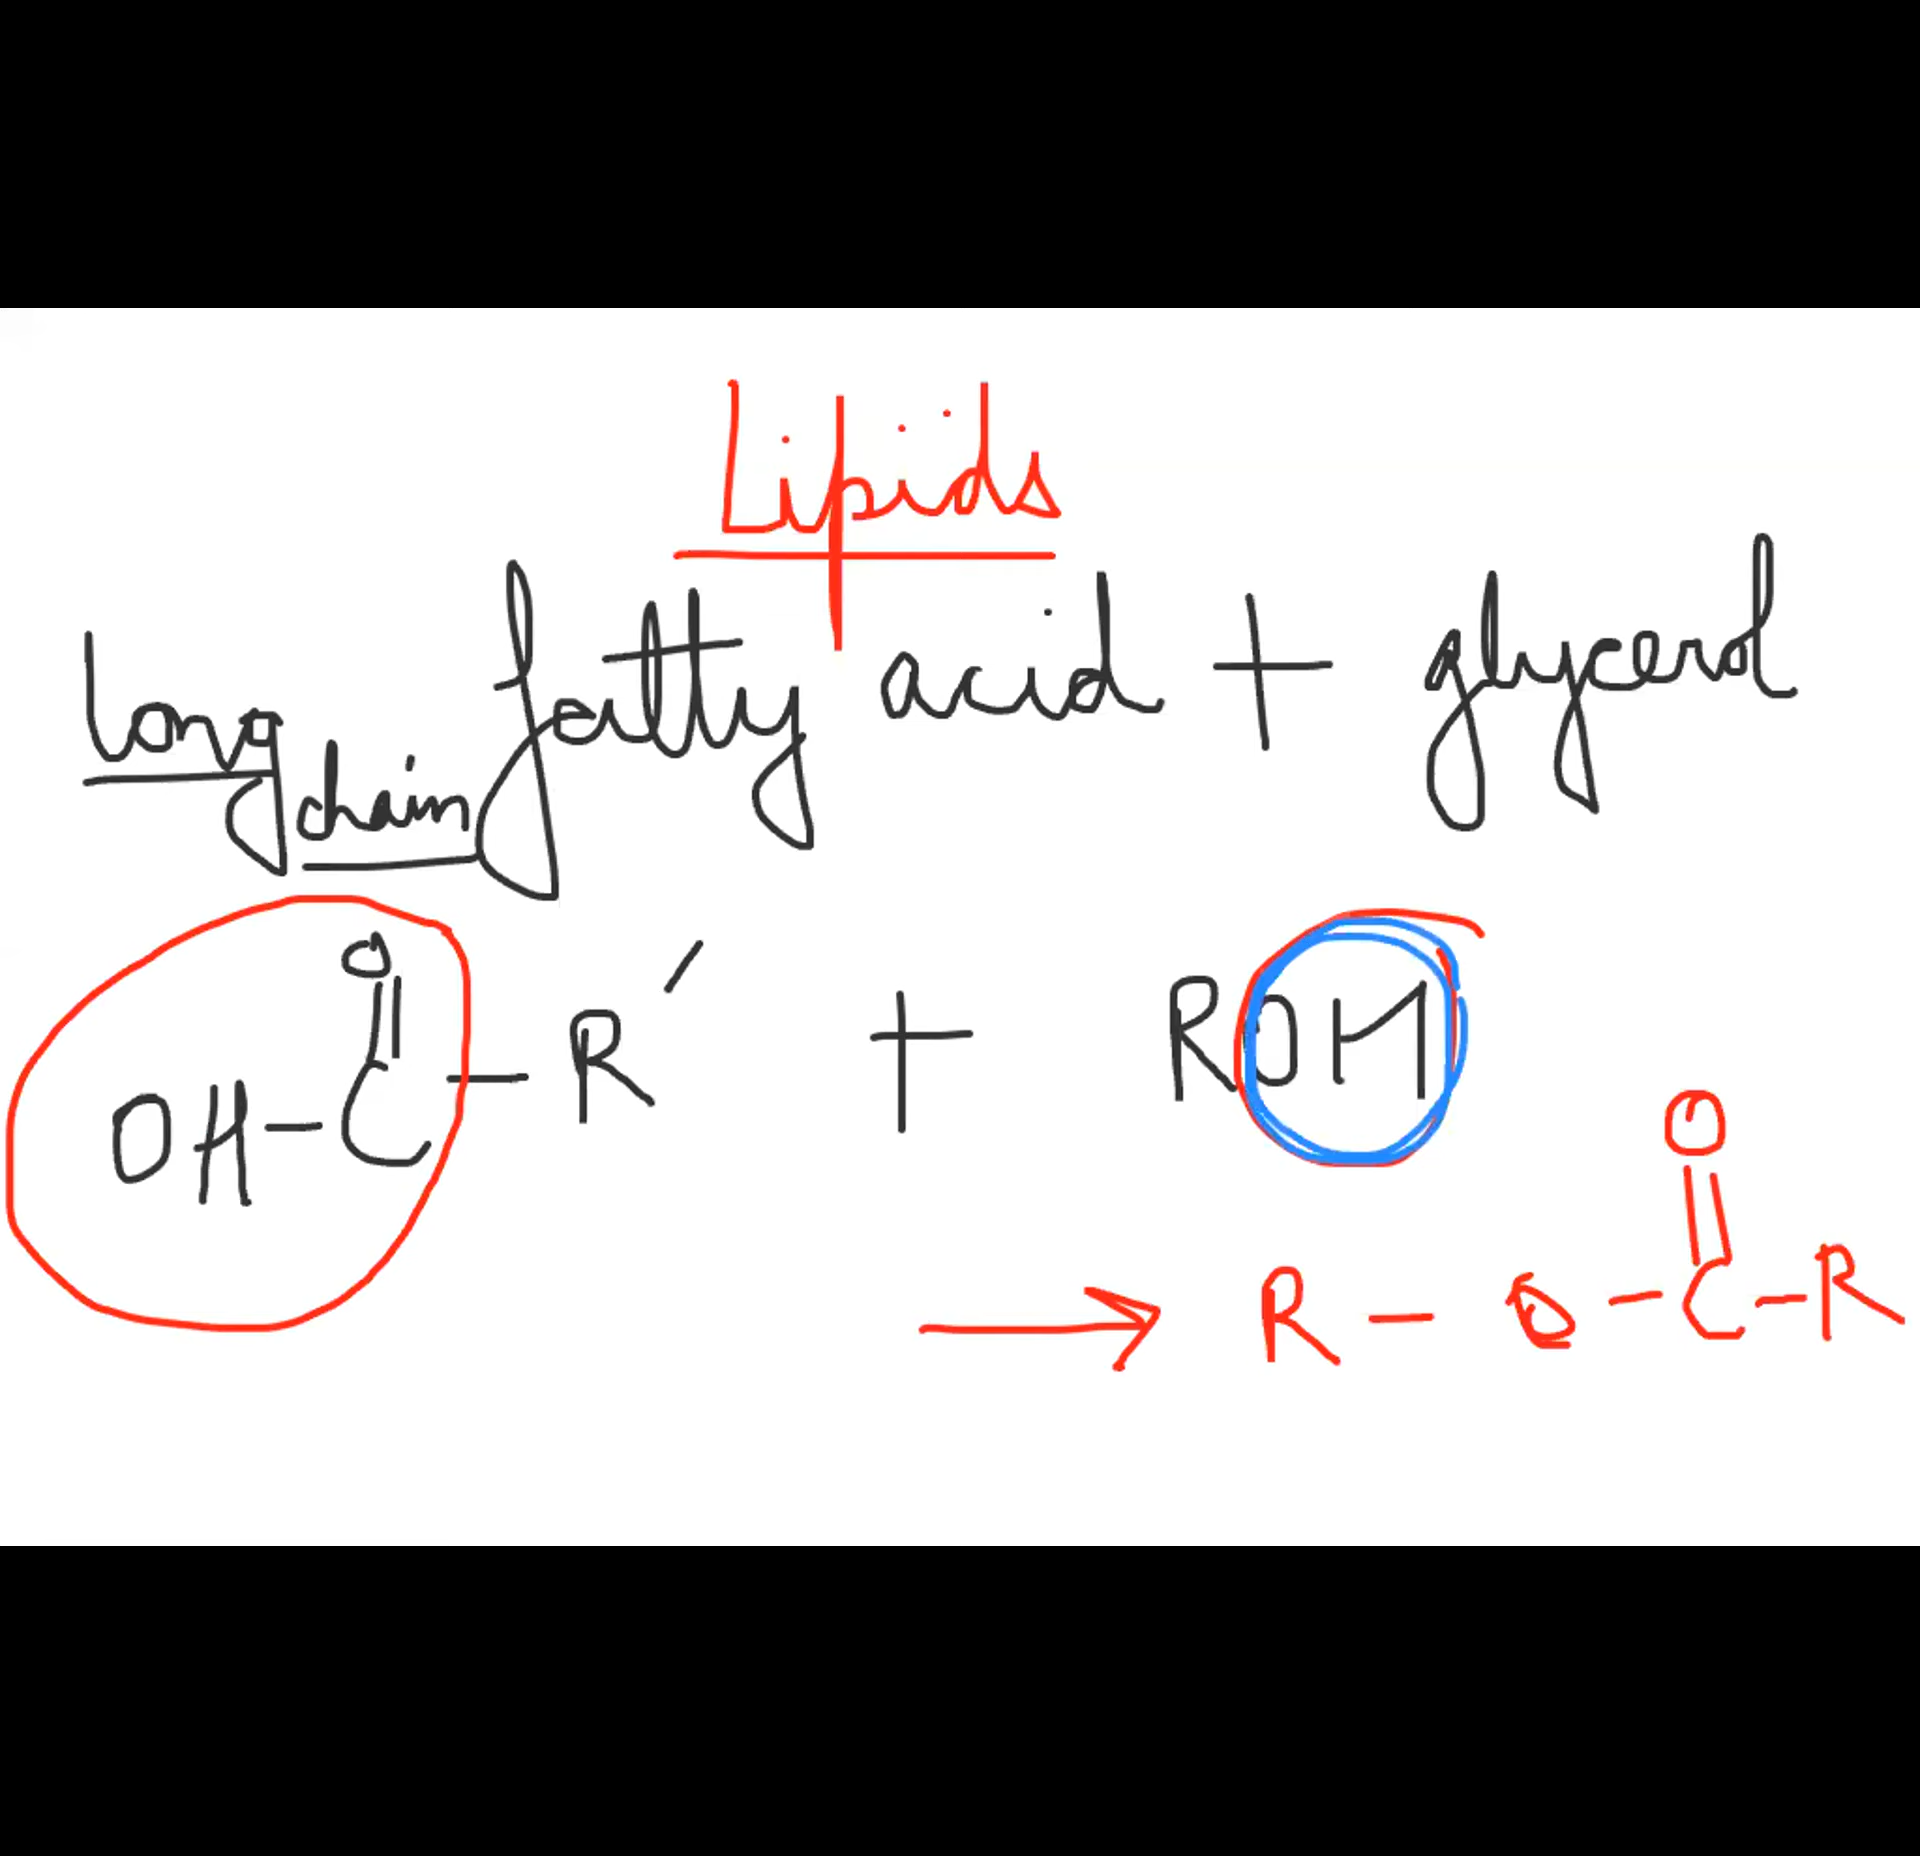 Lipids
Long chain fatty acid + glycerol
O
||
OH-C-R′ + ROH
O
||
→ R-O-C-R